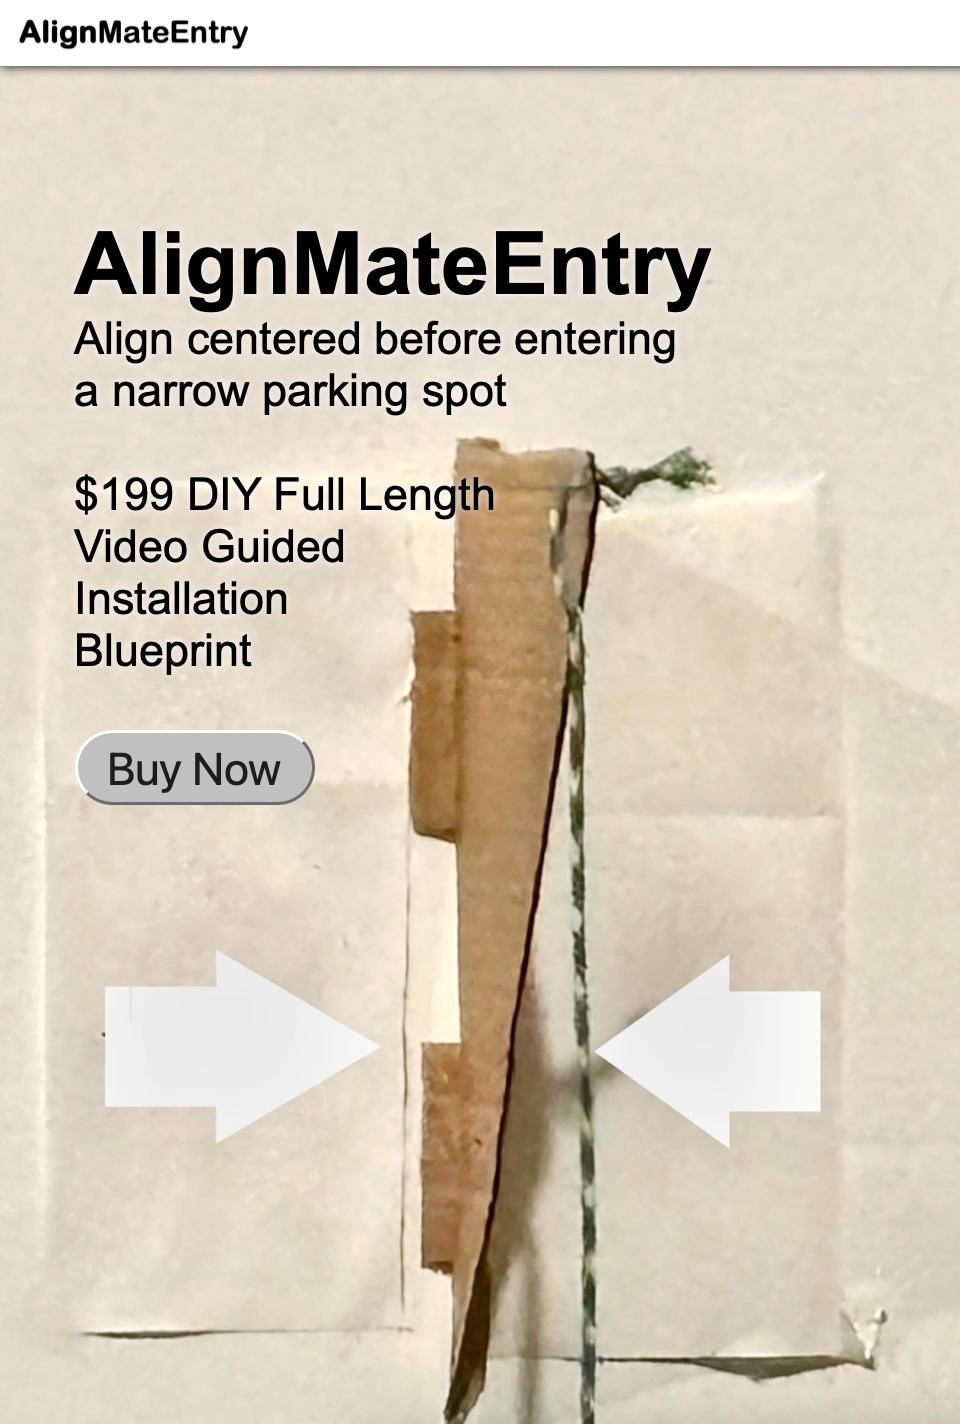 AlignMateEntry
AlignMateEntry
Align centered before entering
a narrow parking spot
$199 DIY Full Length
Video Guided
Installation
Blueprint
Buy Now